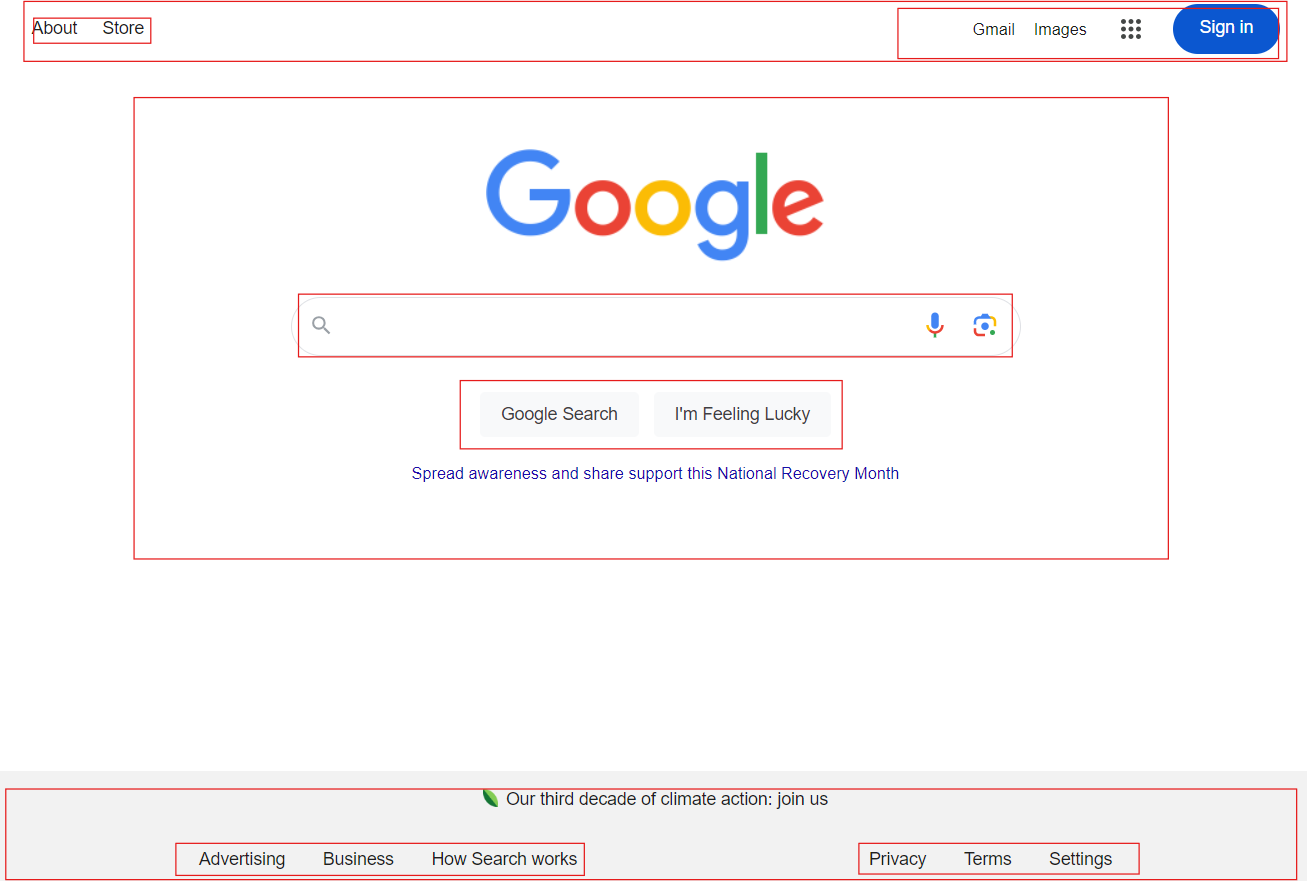 About Store Gmail Images Sign in
Google
Google Search I'm Feeling Lucky
Spread awareness and share support this National Recovery Month
Our third decade of climate action: join us
Advertising Business How Search works Privacy Terms Settings